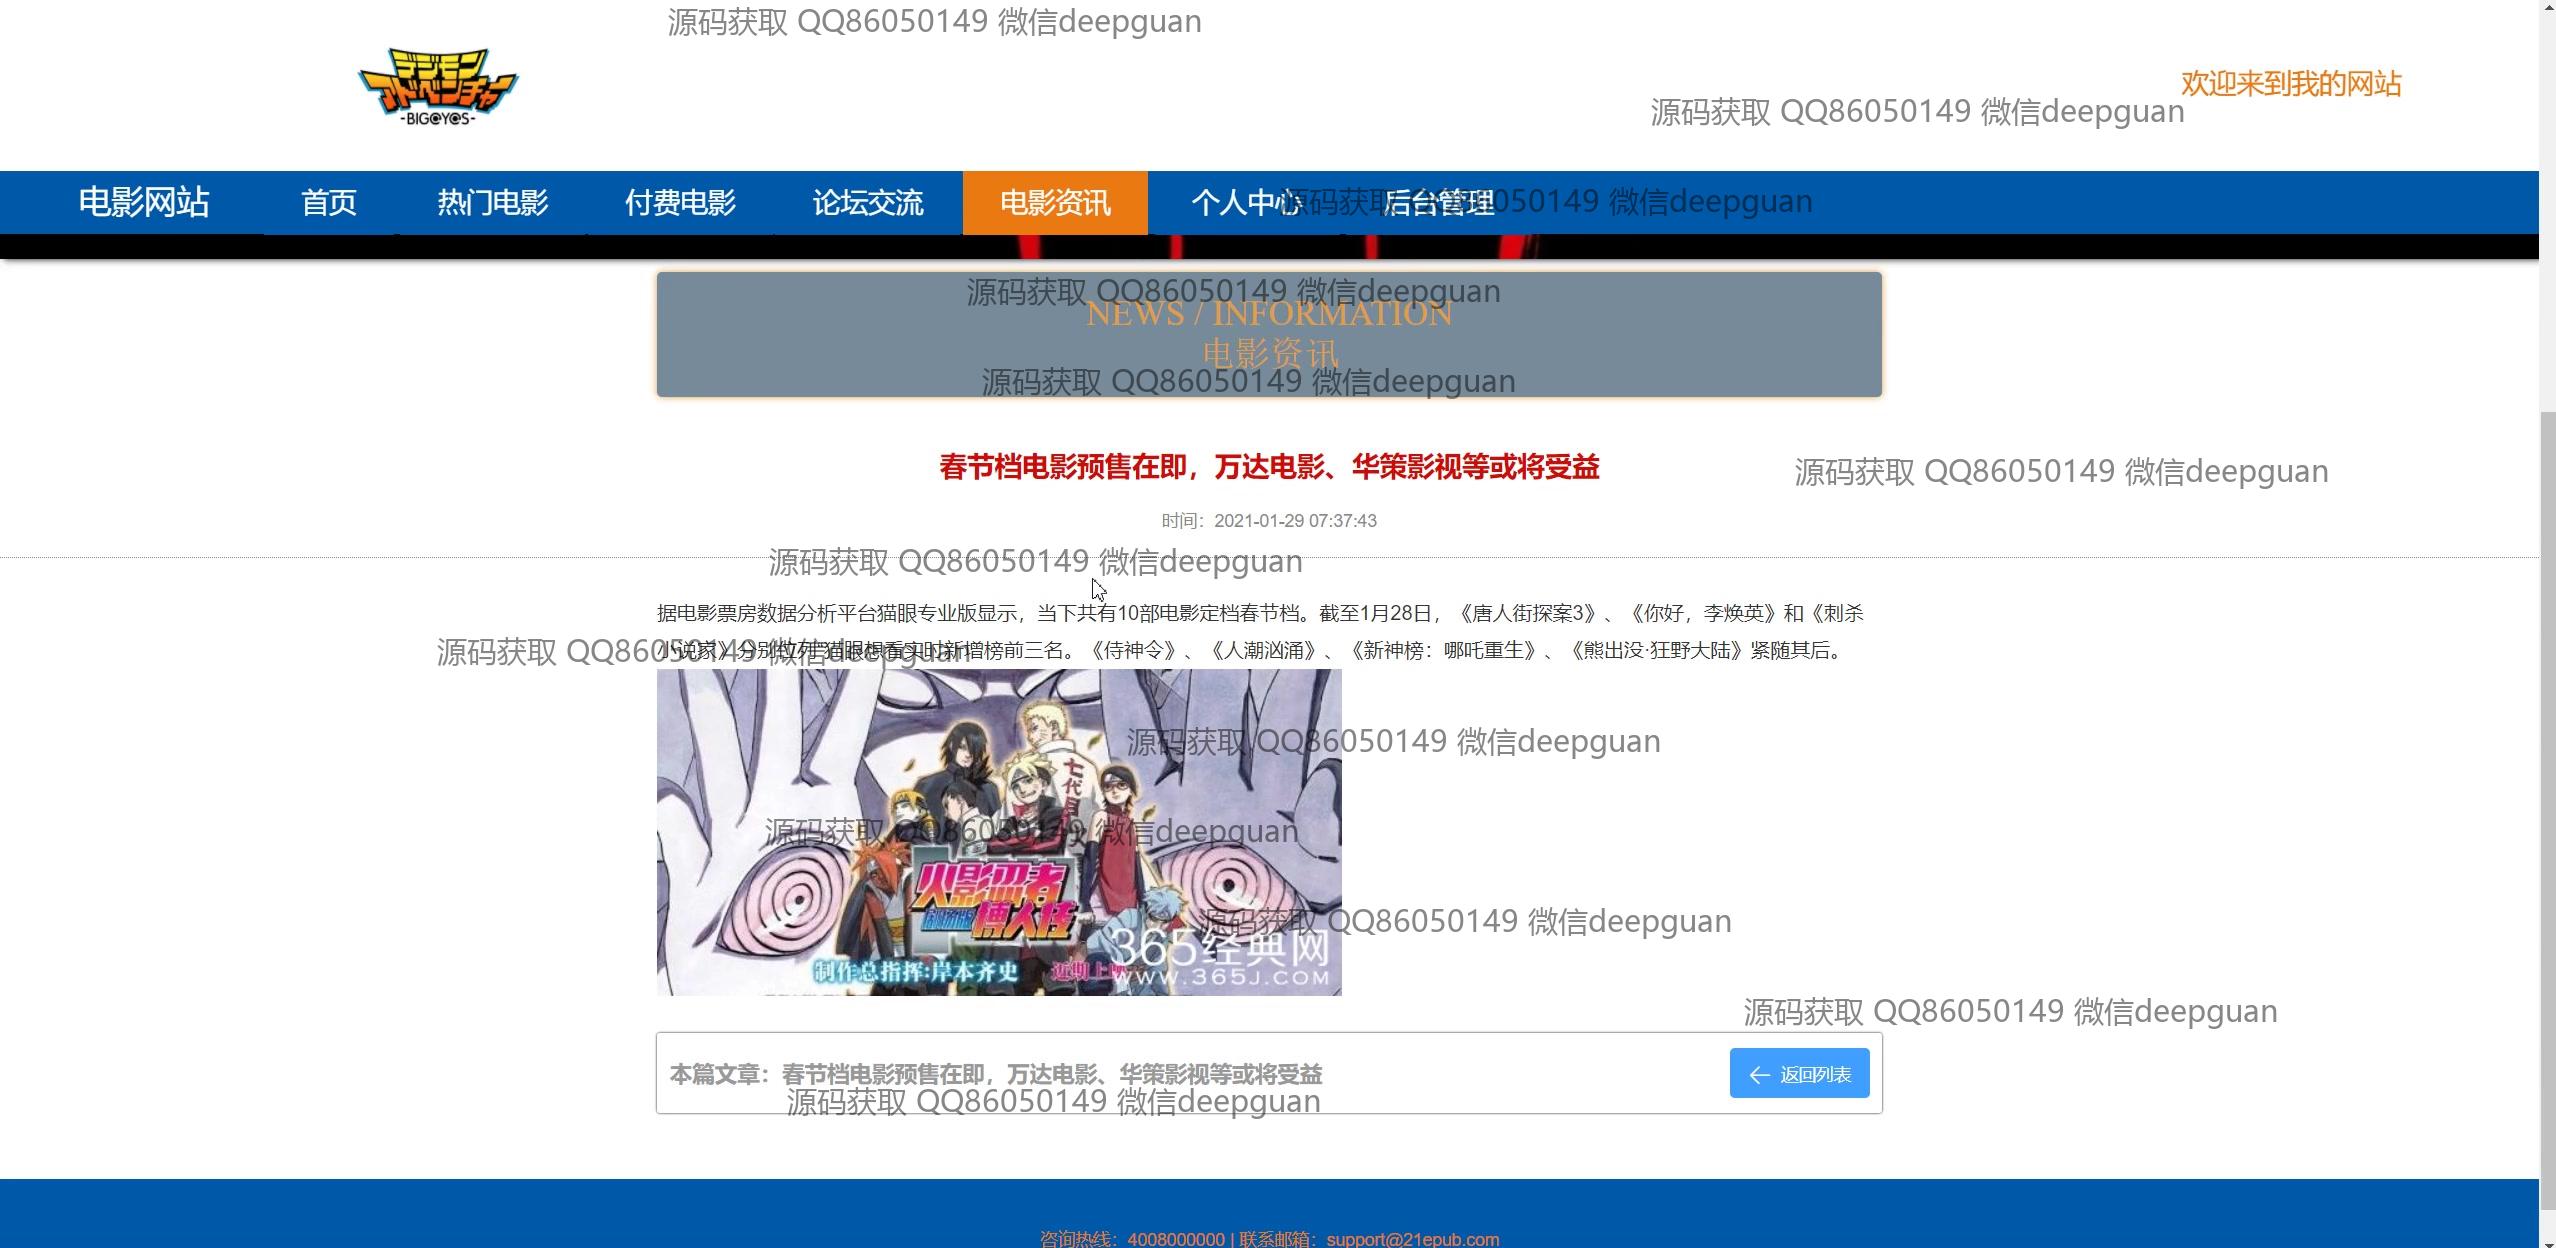 源码获取 QQ86050149 微信deepguan
デジモン
アドベンチャー
-BIG@Y@S-
欢迎来到我的网站
源码获取 QQ86050149 微信deepguan
电影网站 首页 热门电影 付费电影 论坛交流 电影资讯 个人中心 后台管理
源码获取 QQ86050149 微信deepguan
源码获取 QQ86050149 微信deepguan
NEWS / INFORMATION
电影资讯
源码获取 QQ86050149 微信deepguan
春节档电影预售在即，万达电影、华策影视等或将受益
源码获取 QQ86050149 微信deepguan
时间：2021-01-29 07:37:43
源码获取 QQ86050149 微信deepguan
据电影票房数据分析平台猫眼专业版显示，当下共有10部电影定档春节档。截至1月28日，《唐人街探案3》、《你好，李焕英》和《刺杀
小说家》分别位列“猫眼想看实时新增榜前三名。《侍神令》、《人潮汹涌》、《新神榜：哪吒重生》、《熊出没·狂野大陆》紧随其后。
源码获取 QQ86050149 微信deepguan
源码获取 QQ86050149 微信deepguan
七代目
源码获取 QQ86050149 微信deepguan
火影忍者
剧场版 博人传
源码获取 QQ86050149 微信deepguan
365经典网
制作总指挥:岸本齐史 近期上映
WWW.365J.COM
源码获取 QQ86050149 微信deepguan
本篇文章：春节档电影预售在即，万达电影、华策影视等或将受益
返回列表
源码获取 QQ86050149 微信deepguan
咨询热线：4008000000 | 联系邮箱：support@21epub.com